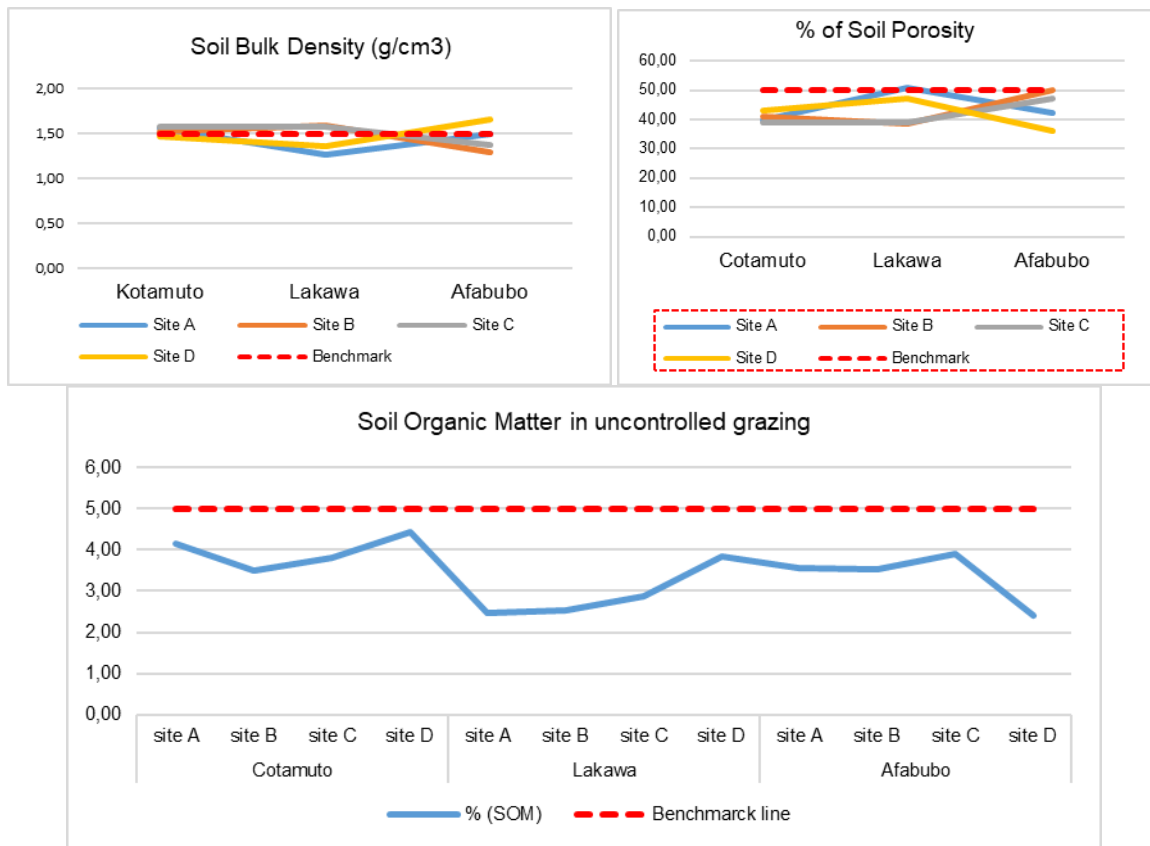 Soil Bulk Density (g/cm3)
2,00
1,50
1,00
0,50
0,00
Kotamuto Lakawa Afabubo
Site A Site B Site C
Site D Benchmark
% of Soil Porosity
60,00
50,00
40,00
30,00
20,00
10,00
0,00
Cotamuto Lakawa Afabubo
Site A Site B Site C
Site D Benchmark
Soil Organic Matter in uncontrolled grazing
6,00
5,00
4,00
3,00
2,00
1,00
0,00
site A site B site C site D site A site B site C site D site A site B site C site D
Cotamuto Lakawa Afabubo
% (SOM) Benchmarck line